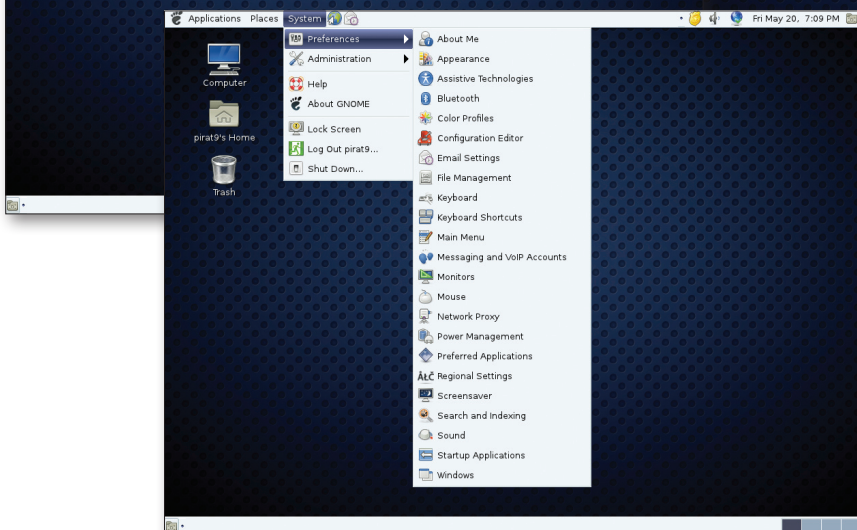 Applications Places System
Fri May 20, 7:09 PM
Computer
pirat9's Home
Trash
Preferences
Administration
Help
About GNOME
Lock Screen
Log Out pirat9...
Shut Down...
About Me
Appearance
Assistive Technologies
Bluetooth
Color Profiles
Configuration Editor
Email Settings
File Management
Keyboard
Keyboard Shortcuts
Main Menu
Messaging and VoIP Accounts
Monitors
Mouse
Network Proxy
Power Management
Preferred Applications
Regional Settings
Screensaver
Search and Indexing
Sound
Startup Applications
Windows